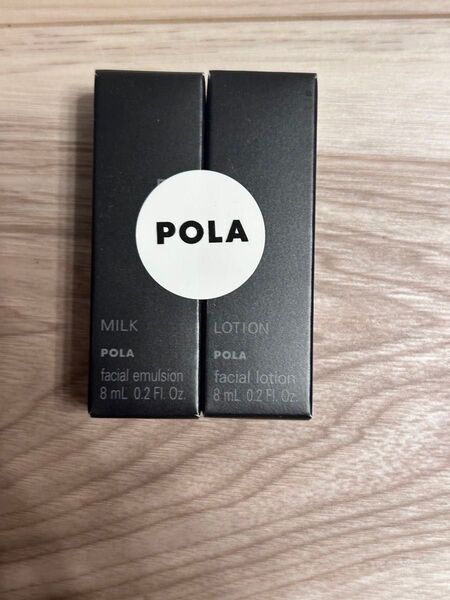 POLA
MILK
POLA
facial emulsion
8 mL 0.2 Fl. Oz.
LOTION
POLA
facial lotion
8 mL 0.2 Fl. Oz.